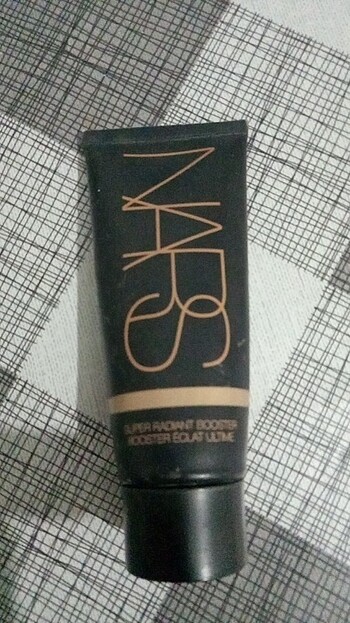 NARS
SUPER RADIANT BOOSTER
BOOSTER ÉCLAT ULTIME